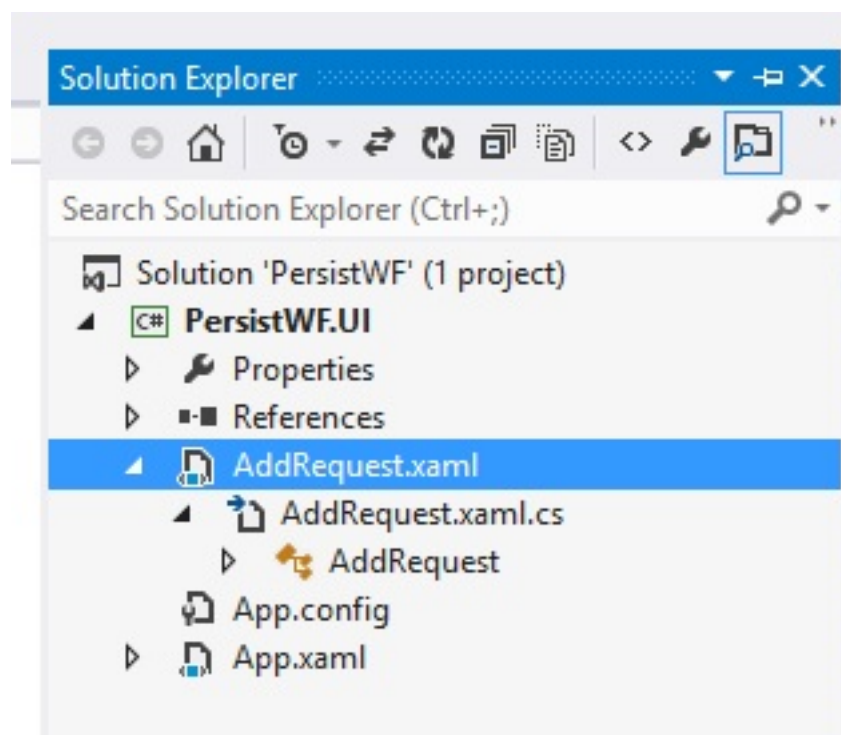 Solution Explorer
Search Solution Explorer (Ctrl+;)
Solution 'PersistWF' (1 project)
C# PersistWF.UI
Properties
References
AddRequest.xaml
AddRequest.xaml.cs
AddRequest
App.config
App.xaml